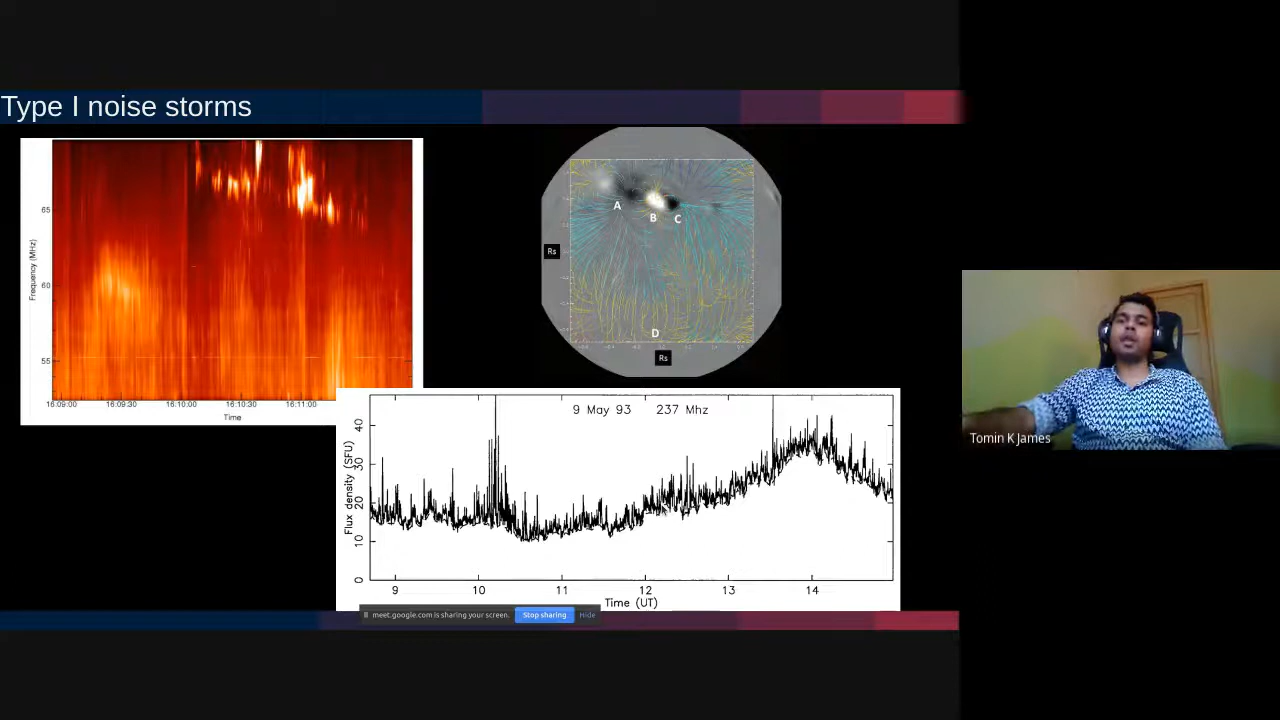 Type I noise storms
Frequency (MHz)
65
60
55
16:09:00 16:09:30 16:10:00 16:10:30 16:11:00
Time
A
B
C
D
Rs
Rs
9 May 93 237 Mhz
Flux density (SFU)
40
30
20
10
0
9 10 11 12 13 14
Time (UT)
meet.google.com is sharing your screen.
Stop sharing
Hide
Tomin K James